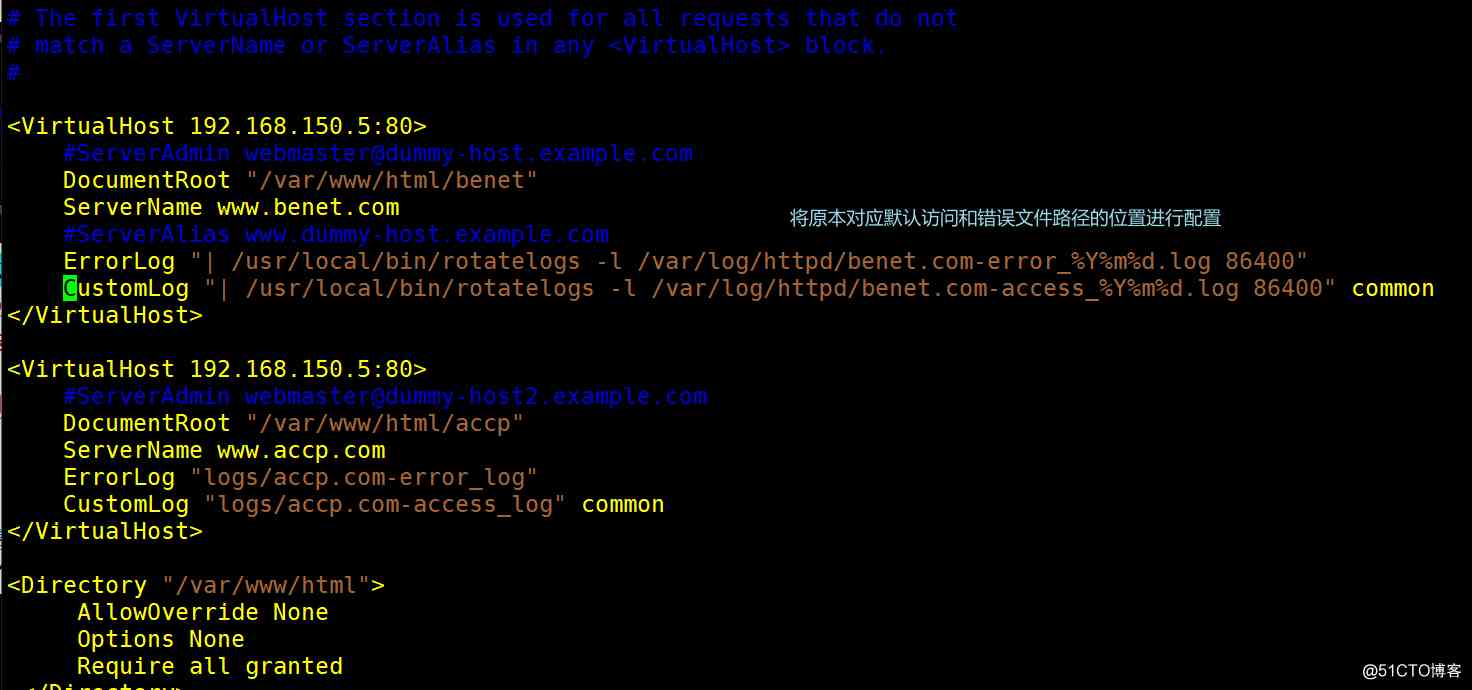 # The first VirtualHost section is used for all requests that do not
# match a ServerName or ServerAlias in any <VirtualHost> block.
#
<VirtualHost 192.168.150.5:80>
    #ServerAdmin webmaster@dummy-host.example.com
    DocumentRoot "/var/www/html/benet"
    ServerName www.benet.com
将原本对应默认访问和错误文件路径的位置进行配置
    #ServerAlias www.dummy-host.example.com
    ErrorLog "| /usr/local/bin/rotatelogs -l /var/log/httpd/benet.com-error_%Y%m%d.log 86400"
    CustomLog "| /usr/local/bin/rotatelogs -l /var/log/httpd/benet.com-access_%Y%m%d.log 86400" common
</VirtualHost>
<VirtualHost 192.168.150.5:80>
    #ServerAdmin webmaster@dummy-host2.example.com
    DocumentRoot "/var/www/html/accp"
    ServerName www.accp.com
    ErrorLog "logs/accp.com-error_log"
    CustomLog "logs/accp.com-access_log" common
</VirtualHost>
<Directory "/var/www/html">
     AllowOverride None
     Options None
     Require all granted
 </Directory>
@51CTO博客